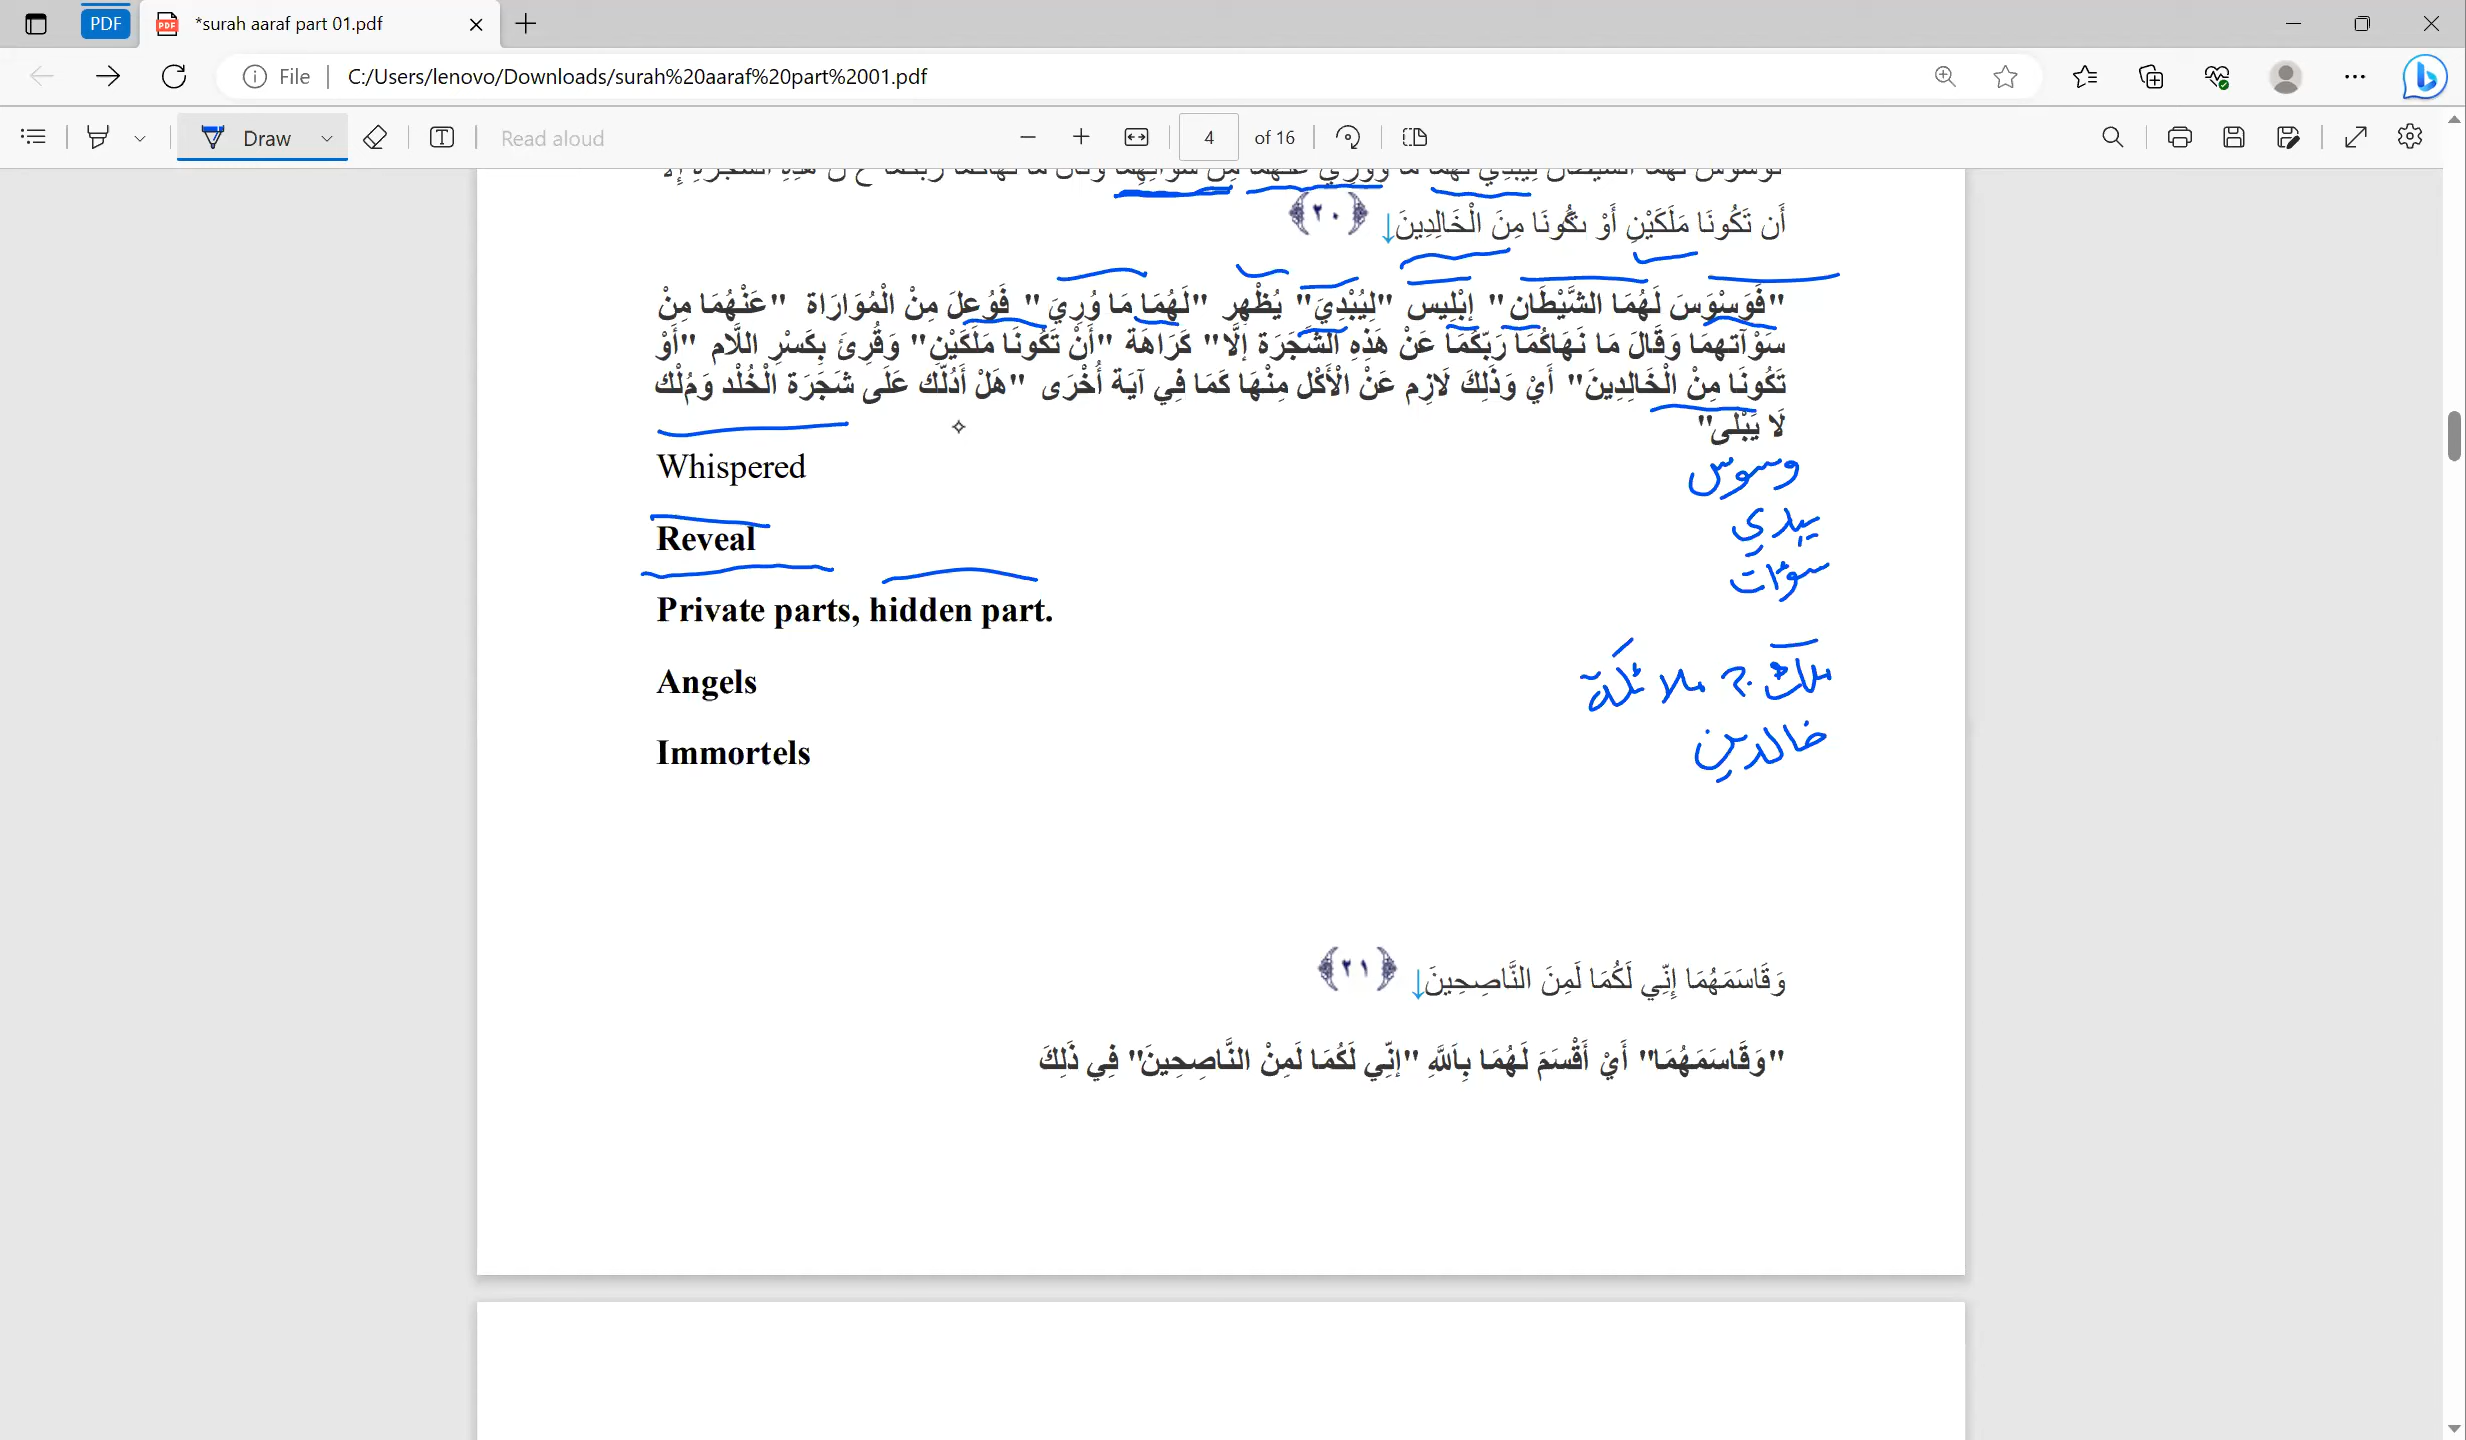 PDF
*surah aaraf part 01.pdf
File
C:/Users/lenovo/Downloads/surah%20aaraf%20part%2001.pdf
Draw
Read aloud
4
of 16
أَن تَكُونَا مَلَكَيْنِ أَوْ تَكُونَا مِنَ الْخَالِدِينَ↓ ﴿٢٠﴾
"فَوَسْوَسَ لَهُمَا الشَّيْطَان" إبْلِيس "لِيُبْدِيَ" يُظْهِر "لَهُمَا مَا وُرِيَ" فَوُعِلَ مِنْ الْمُوَارَاة "عَنْهُمَا مِنْ
سَوْآتهمَا وَقَالَ مَا نَهَاكُمَا رَبّكُمَا عَنْ هَذِهِ الشَّجَرَة إلَّا" كَرَاهَة "أَنْ تَكُونَا مَلَكَيْنِ" وَقُرِئَ بِكَسْرِ اللَّام "أَوْ
تَكُونَا مِنْ الْخَالِدِينَ" أَيْ وَذَلِكَ لَازِم عَنْ الْأَكْل مِنْهَا كَمَا فِي آيَة أُخْرَى "هَلْ أَدُلّك عَلَى شَجَرَة الْخُلْد وَمُلْك
لَا يَبْلَى"
Whispered وسوس
Reveal يبدي
Private parts, hidden part. سوآت
Angels ملك ج ملائكة
Immortels خالدين
وَقَاسَمَهُمَا إِنِّي لَكُمَا لَمِنَ النَّاصِحِينَ↓ ﴿٢١﴾
"وَقَاسَمَهُمَا" أَيْ أَقْسَمَ لَهُمَا بِاَللَّهِ "إنِّي لَكُمَا لَمِنْ النَّاصِحِينَ" فِي ذَلِكَ